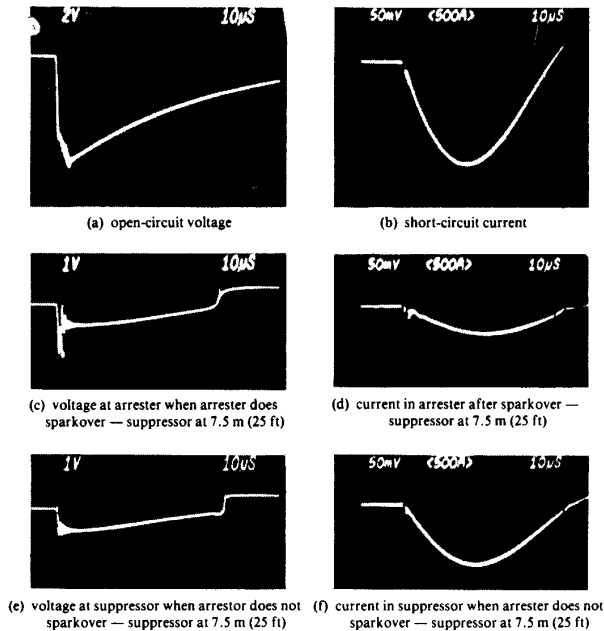 2V 10µS
50mV <500A> 10µS
(a) open-circuit voltage
(b) short-circuit current
1V 10µS
50mV <500A> 10µS
(c) voltage at arrester when arrester does
sparkover — suppressor at 7.5 m (25 ft)
(d) current in arrester after sparkover —
suppressor at 7.5 m (25 ft)
1V 10µS
50mV <500A> 10µS
(e) voltage at suppressor when arrestor does not
sparkover — suppressor at 7.5 m (25 ft)
(f) current in suppressor when arrester does not
sparkover — suppressor at 7.5 m (25 ft)